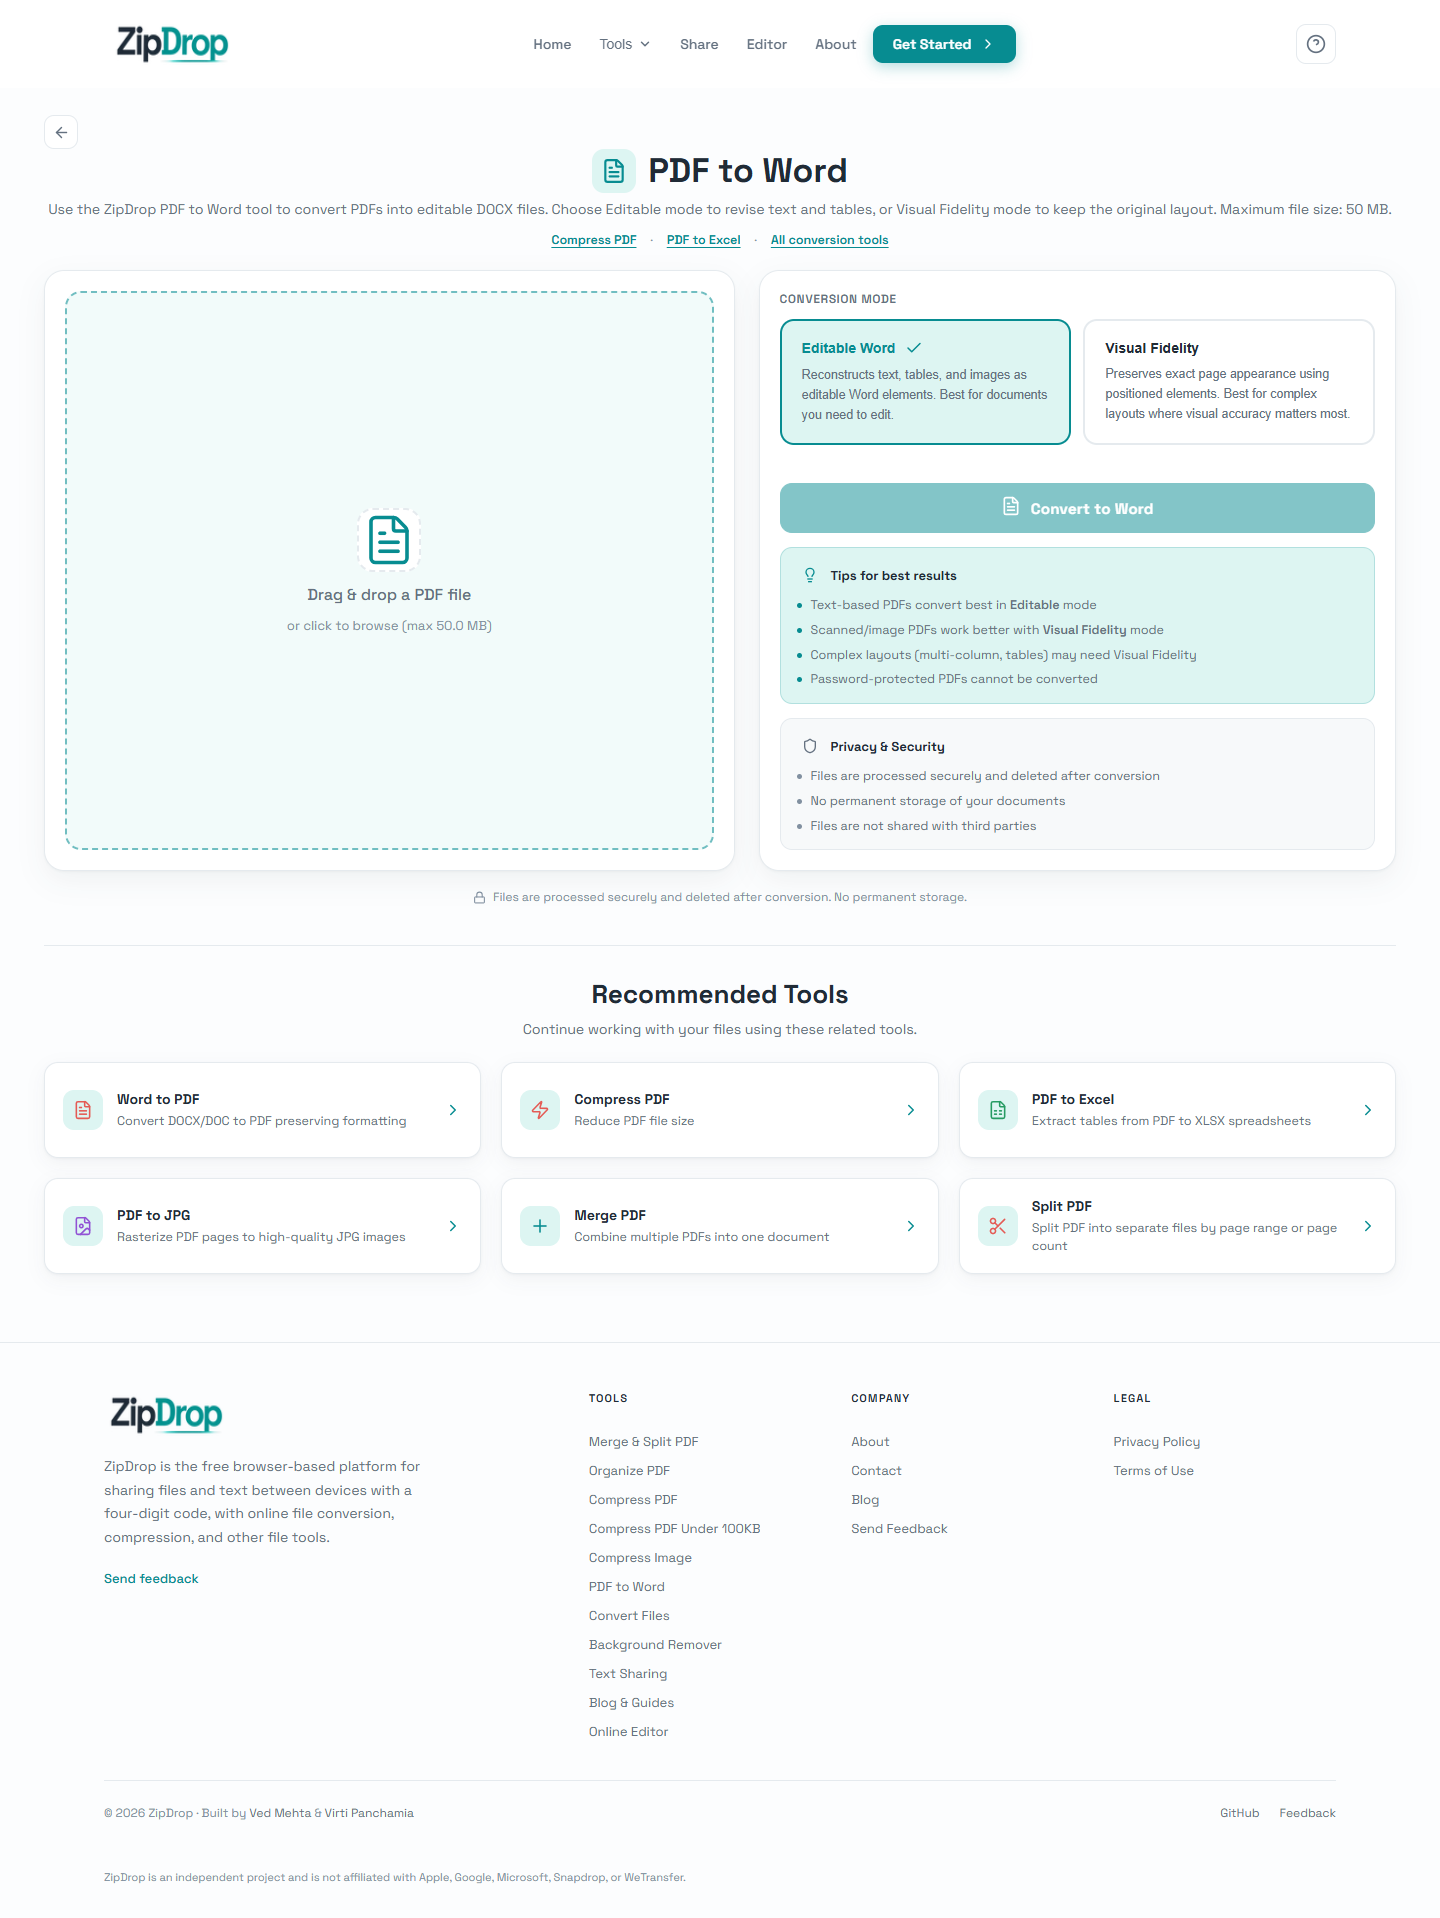 ZipDrop
Home Tools Share Editor About Get Started
PDF to Word
Use the ZipDrop PDF to Word tool to convert PDFs into editable DOCX files. Choose Editable mode to revise text and tables, or Visual Fidelity mode to keep the original layout. Maximum file size: 50 MB.
Compress PDF · PDF to Excel · All conversion tools
Drag & drop a PDF file
or click to browse (max 50.0 MB)
CONVERSION MODE
Editable Word
Reconstructs text, tables, and images as
editable Word elements. Best for documents
you need to edit.
Visual Fidelity
Preserves exact page appearance using
positioned elements. Best for complex
layouts where visual accuracy matters most.
Convert to Word
Tips for best results
Text-based PDFs convert best in Editable mode
Scanned/image PDFs work better with Visual Fidelity mode
Complex layouts (multi-column, tables) may need Visual Fidelity
Password-protected PDFs cannot be converted
Privacy & Security
Files are processed securely and deleted after conversion
No permanent storage of your documents
Files are not shared with third parties
Files are processed securely and deleted after conversion. No permanent storage.
Recommended Tools
Continue working with your files using these related tools.
Word to PDF
Convert DOCX/DOC to PDF preserving formatting
Compress PDF
Reduce PDF file size
PDF to Excel
Extract tables from PDF to XLSX spreadsheets
PDF to JPG
Rasterize PDF pages to high-quality JPG images
Merge PDF
Combine multiple PDFs into one document
Split PDF
Split PDF into separate files by page range or page
count
ZipDrop
ZipDrop is the free browser-based platform for
sharing files and text between devices with a
four-digit code, with online file conversion,
compression, and other file tools.
Send feedback
TOOLS
Merge & Split PDF
Organize PDF
Compress PDF
Compress PDF Under 100KB
Compress Image
PDF to Word
Convert Files
Background Remover
Text Sharing
Blog & Guides
Online Editor
COMPANY
About
Contact
Blog
Send Feedback
LEGAL
Privacy Policy
Terms of Use
© 2026 ZipDrop · Built by Ved Mehta & Virti Panchamia
GitHub Feedback
ZipDrop is an independent project and is not affiliated with Apple, Google, Microsoft, Snapdrop, or WeTransfer.